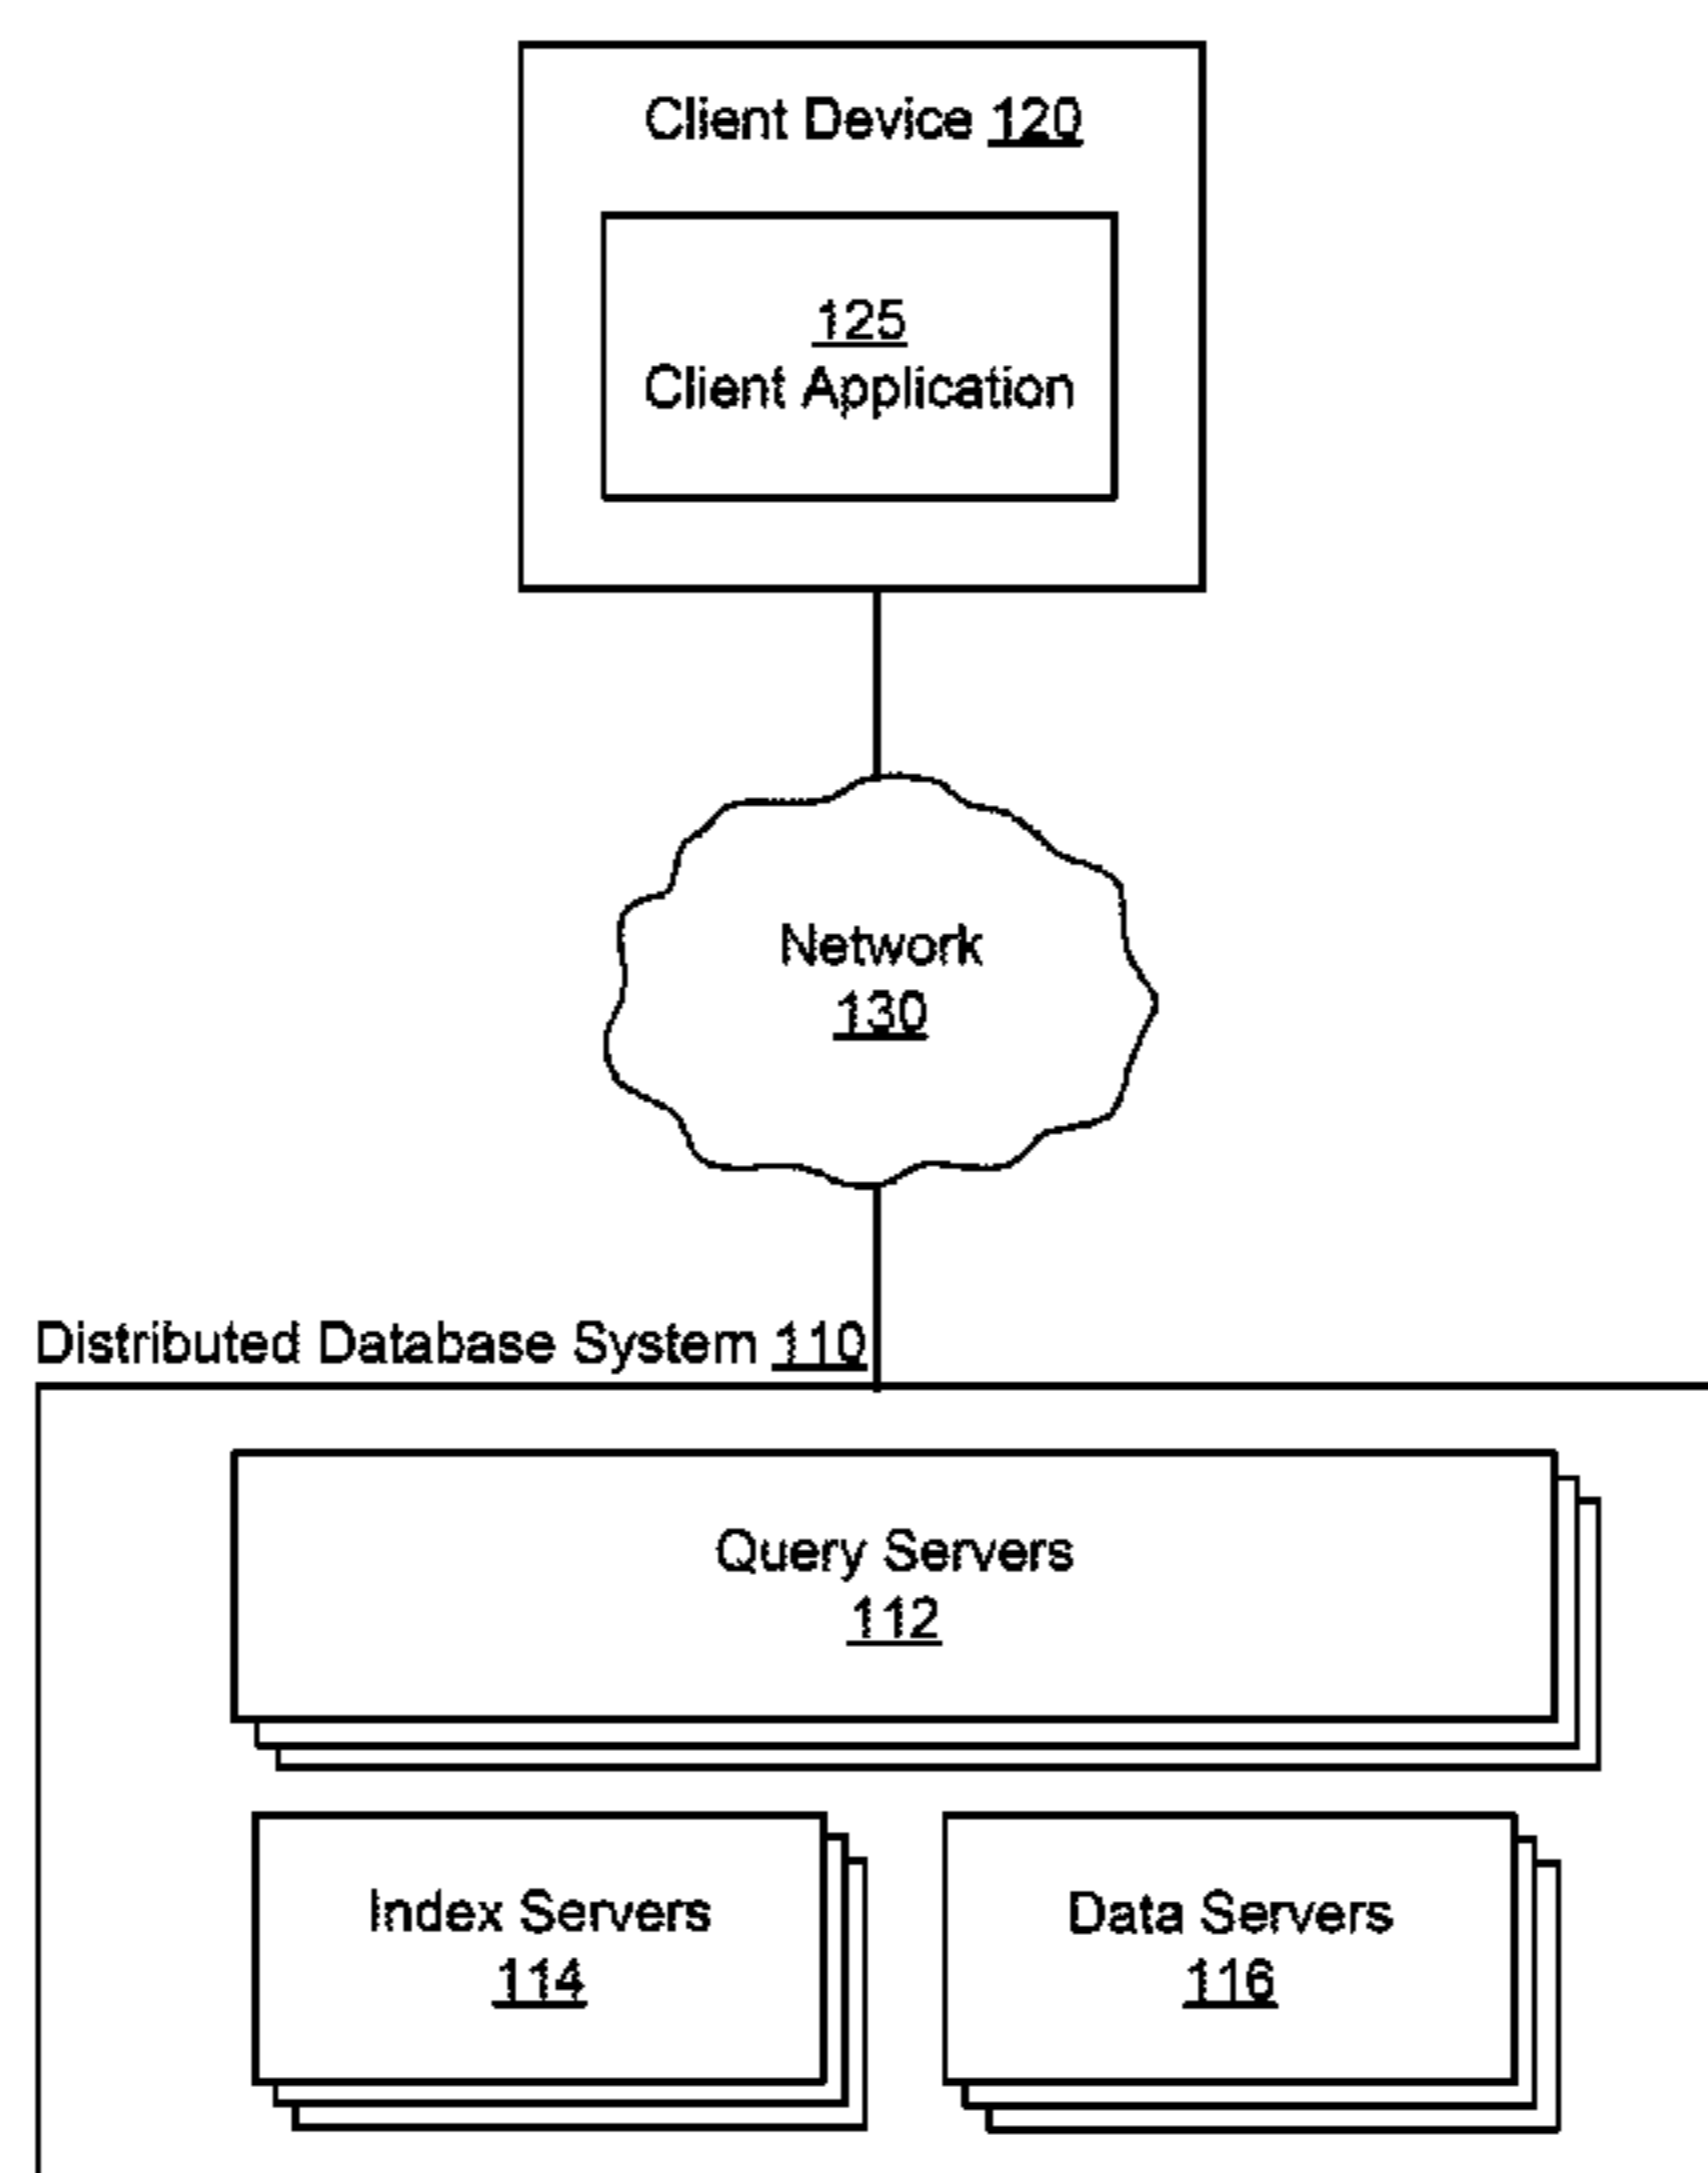 Client Device 120
125
Client Application
Network
130
Distributed Database System 110
Query Servers
112
Index Servers
114
Data Servers
116